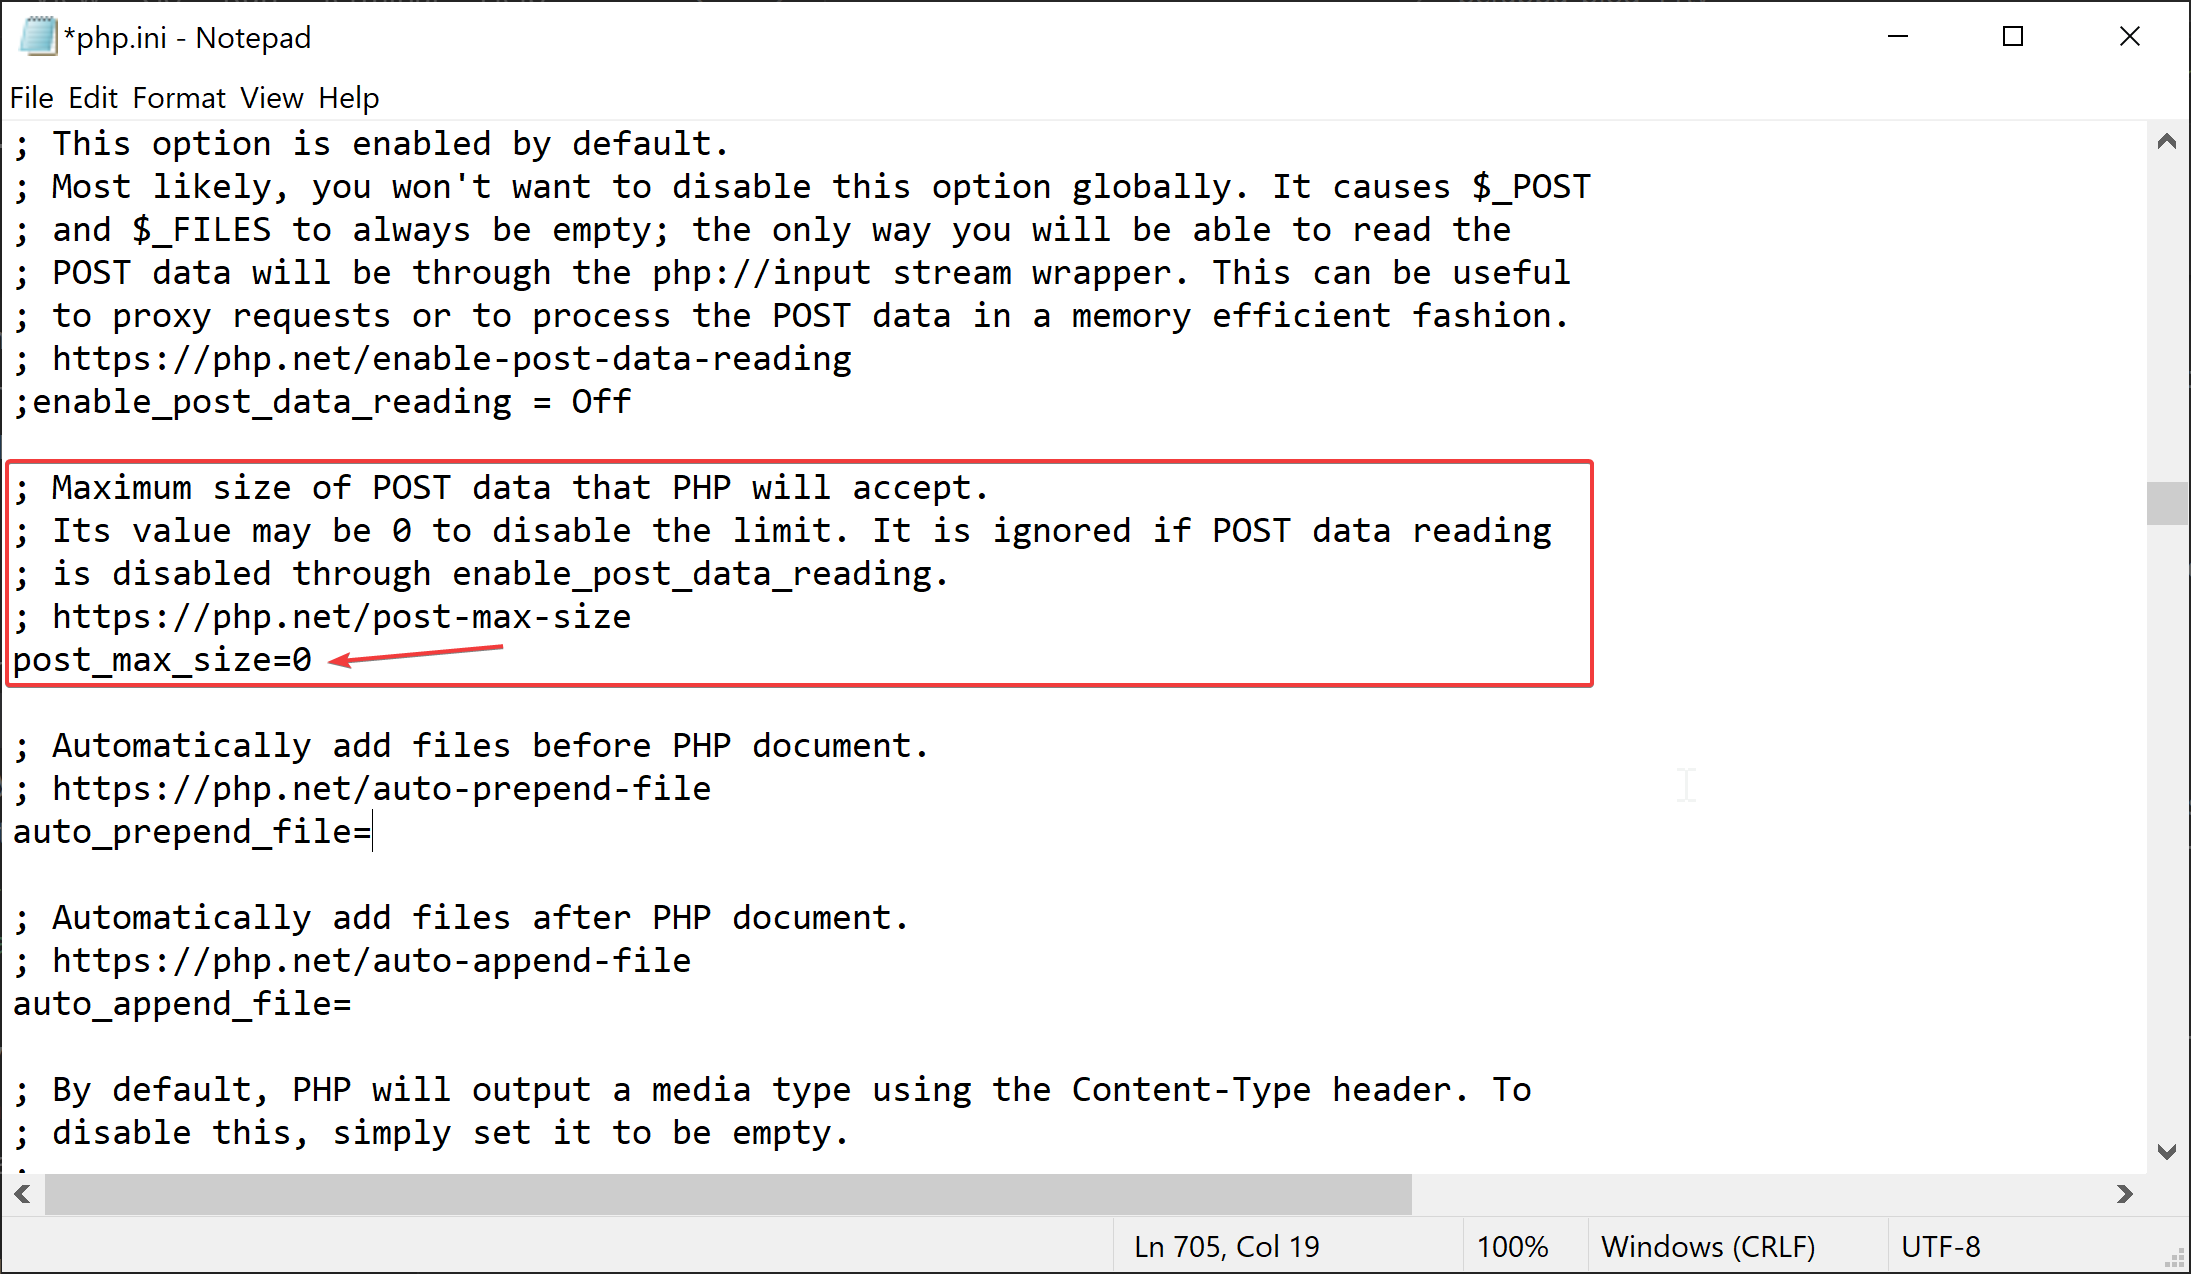 *php.ini - Notepad
File Edit Format View Help
; This option is enabled by default.
; Most likely, you won't want to disable this option globally. It causes $_POST
; and $_FILES to always be empty; the only way you will be able to read the
; POST data will be through the php://input stream wrapper. This can be useful
; to proxy requests or to process the POST data in a memory efficient fashion.
; https://php.net/enable-post-data-reading
;enable_post_data_reading = Off
; Maximum size of POST data that PHP will accept.
; Its value may be 0 to disable the limit. It is ignored if POST data reading
; is disabled through enable_post_data_reading.
; https://php.net/post-max-size
post_max_size=0
; Automatically add files before PHP document.
; https://php.net/auto-prepend-file
auto_prepend_file=
; Automatically add files after PHP document.
; https://php.net/auto-append-file
auto_append_file=
; By default, PHP will output a media type using the Content-Type header. To
; disable this, simply set it to be empty.
Ln 705, Col 19
100%
Windows (CRLF)
UTF-8